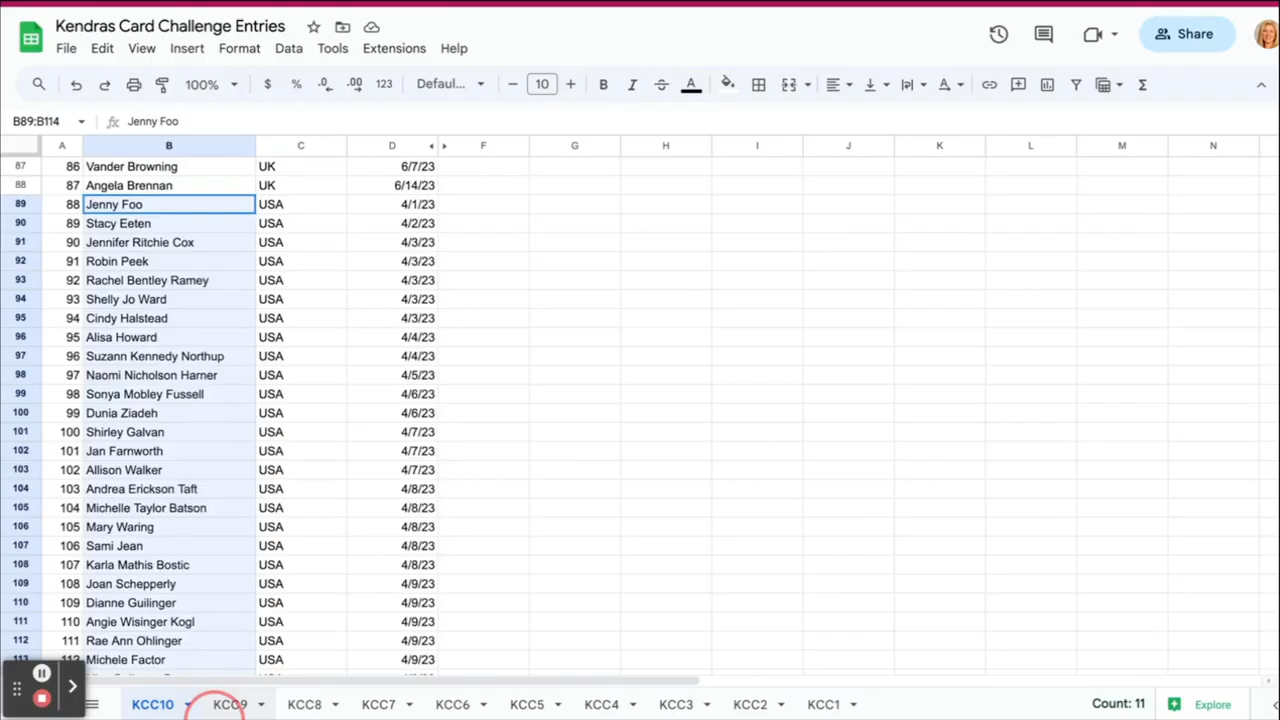 Kendras Card Challenge Entries
File Edit View Insert Format Data Tools Extensions Help
Share
100% $ % .0 .00 123 Defaul... − 10 + B I A Σ
B89:B114 fx Jenny Foo
A B C D F G H I J K L M N
87 86 Vander Browning UK 6/7/23
88 87 Angela Brennan UK 6/14/23
89 88 Jenny Foo USA 4/1/23
90 89 Stacy Eeten USA 4/2/23
91 90 Jennifer Ritchie Cox USA 4/3/23
92 91 Robin Peek USA 4/3/23
93 92 Rachel Bentley Ramey USA 4/3/23
94 93 Shelly Jo Ward USA 4/3/23
95 94 Cindy Halstead USA 4/3/23
96 95 Alisa Howard USA 4/4/23
97 96 Suzann Kennedy Northup USA 4/4/23
98 97 Naomi Nicholson Harner USA 4/5/23
99 98 Sonya Mobley Fussell USA 4/6/23
100 99 Dunia Ziadeh USA 4/6/23
101 100 Shirley Galvan USA 4/7/23
102 101 Jan Farnworth USA 4/7/23
103 102 Allison Walker USA 4/7/23
104 103 Andrea Erickson Taft USA 4/8/23
105 104 Michelle Taylor Batson USA 4/8/23
106 105 Mary Waring USA 4/8/23
107 106 Sami Jean USA 4/8/23
108 107 Karla Mathis Bostic USA 4/8/23
109 108 Joan Schepperly USA 4/9/23
110 109 Dianne Guilinger USA 4/9/23
111 110 Angie Wisinger Kogl USA 4/9/23
112 111 Rae Ann Ohlinger USA 4/9/23
113 112 Michele Factor USA 4/9/23
KCC10 KCC9 KCC8 KCC7 KCC6 KCC5 KCC4 KCC3 KCC2 KCC1 Count: 11 Explore